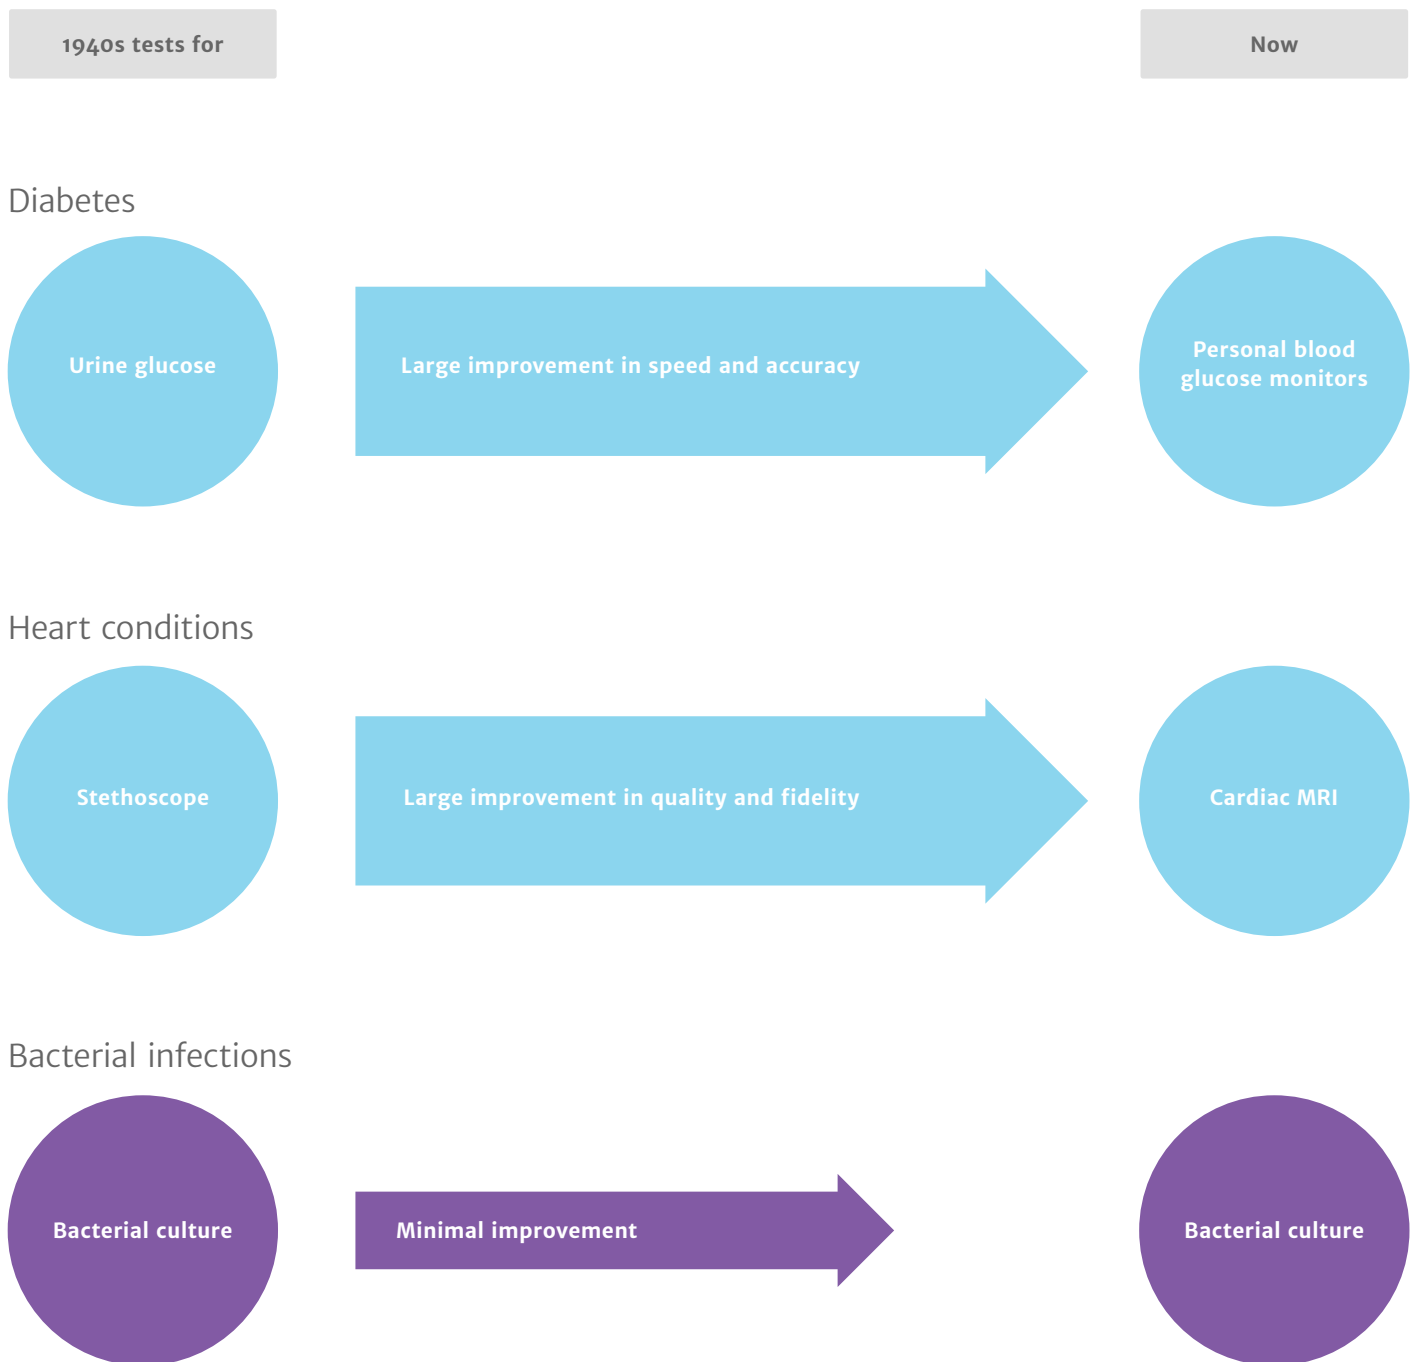 1940s tests for
Now
Diabetes
Urine glucose
Large improvement in speed and accuracy
Personal blood
glucose monitors
Heart conditions
Stethoscope
Large improvement in quality and fidelity
Cardiac MRI
Bacterial infections
Bacterial culture
Minimal improvement
Bacterial culture